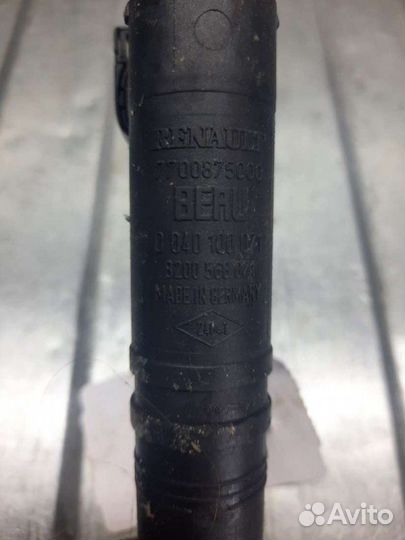 RENAULT
7700875000
BERU
0 040 100 0
8200 568
MADE IN GERMANY
Avito